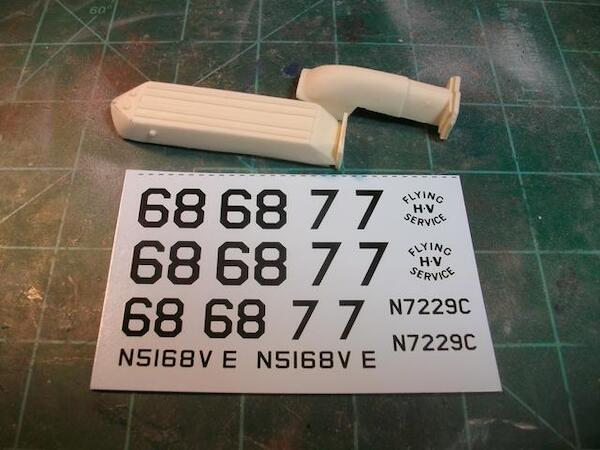 60°
68 68 7 7
FLYING
H·V
SERVICE
68 68 7 7
FLYING
H·V
SERVICE
68 68 7 7
N7229C
N7229C
N5168V E N5168V E